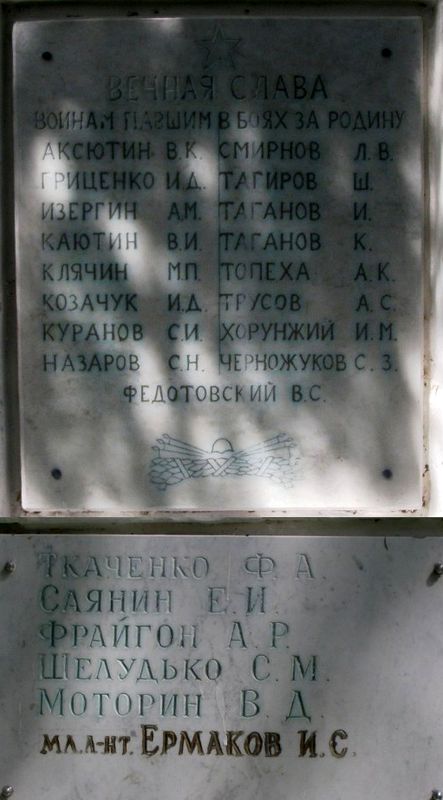 ВЕЧНАЯ СЛАВА
ВОИНАМ ПАВШИМ В БОЯХ ЗА РОДИНУ
АКСЮТИН В.К. СМИРНОВ Л.В.
ГРИЦЕНКО И.Д. ТАГИРОВ Ш.
ИЗЕРГИН А.М. ТАГАНОВ И.
КАЮТИН В.И. ТАГАНОВ К.
КЛЯЧИН М.П. ТОПЕХА А.К.
КОЗАЧУК И.Д. ТРУСОВ А.С.
КУРАНОВ С.И. ХОРУНЖИЙ И.М.
НАЗАРОВ С.Н. ЧЕРНОЖУКОВ С.З.
ФЕДОТОВСКИЙ В.С.
ТКАЧЕНКО Ф.А.
САЯНИН Е.И.
ФРАЙГОН А.Р.
ШЕЛУДЬКО С.М.
МОТОРИН В.Д.
МЛ.Л-НТ. ЕРМАКОВ И.С.